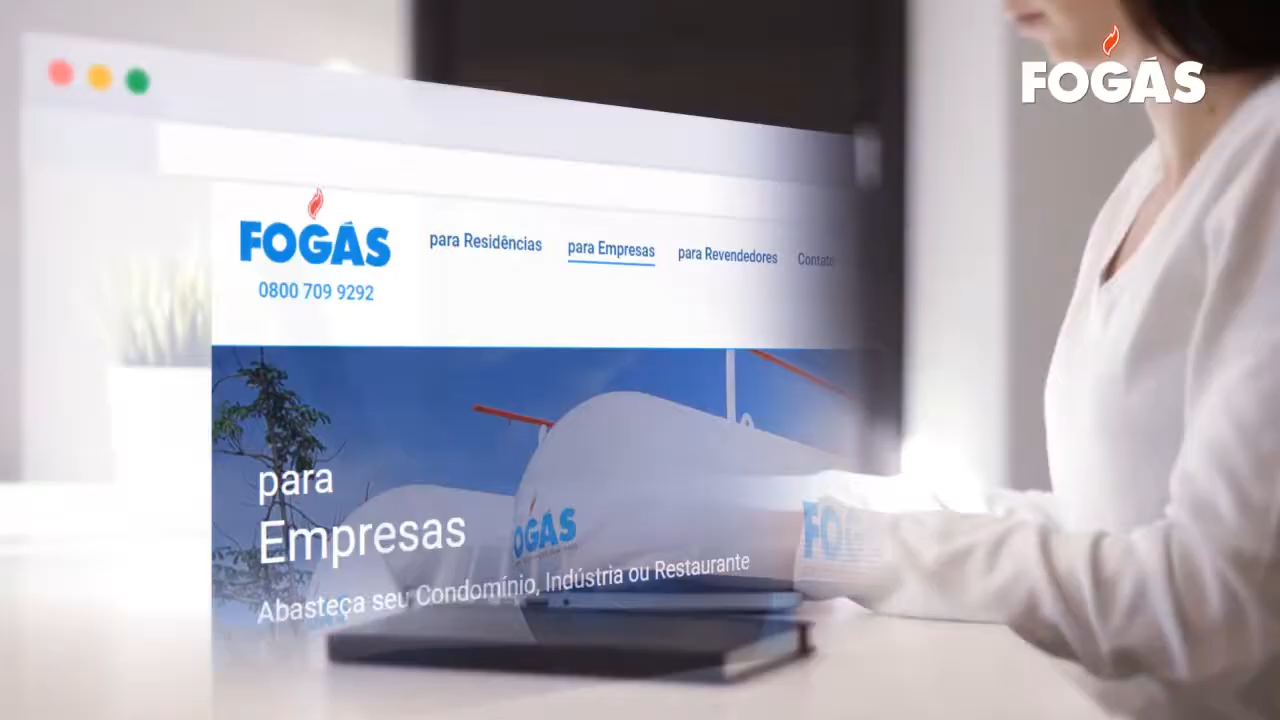 FOGÁS
FOGÁS
0800 709 9292
para Residências
para Empresas
para Revendedores
Contato
para
Empresas
Abasteça seu Condomínio, Indústria ou Restaurante
OGÁS